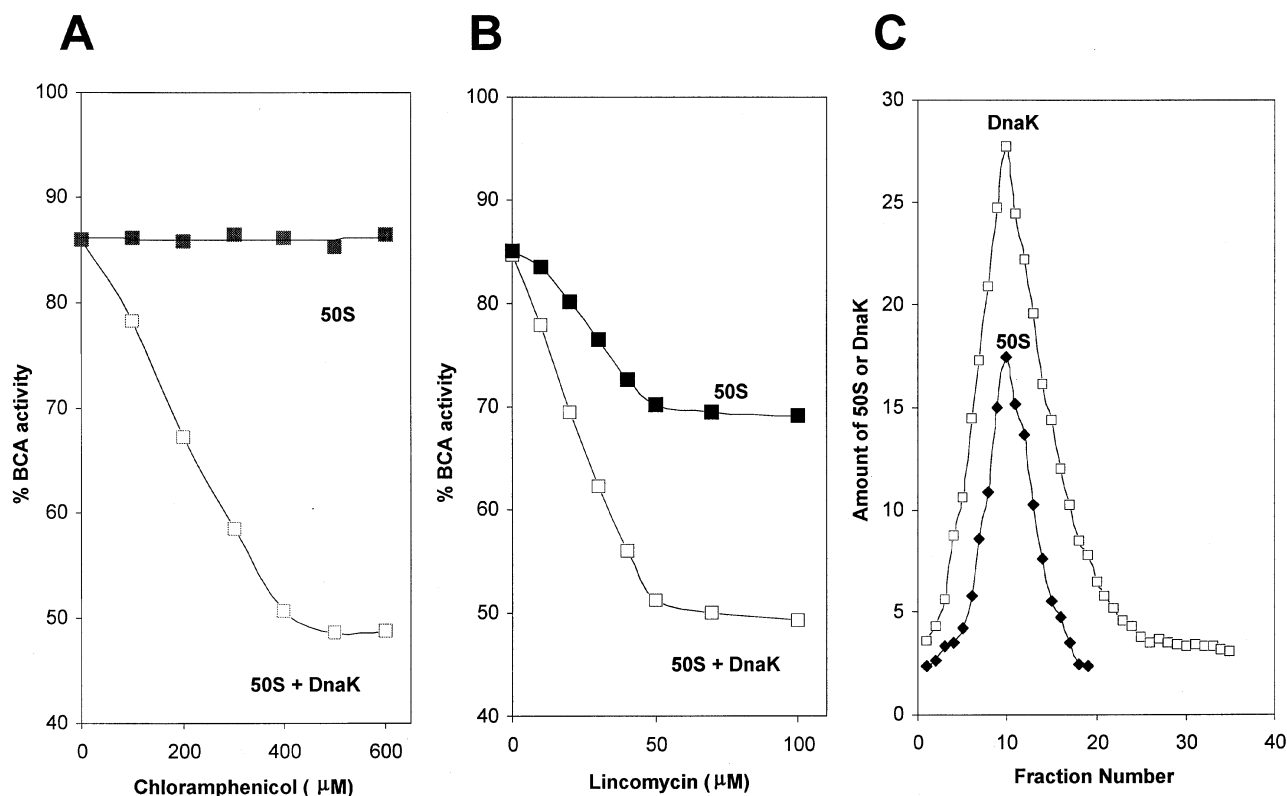 A
100
90
80
70
60
50
40
0
200
400
600
% BCA activity
50S
50S + DnaK
Chloramphenicol ( μM)
B
100
90
80
70
60
50
40
0
50
100
% BCA activity
50S
50S + DnaK
Lincomycin ( μM)
C
30
25
20
15
10
5
0
0
10
20
30
40
Amount of 50S or DnaK
DnaK
50S
Fraction Number